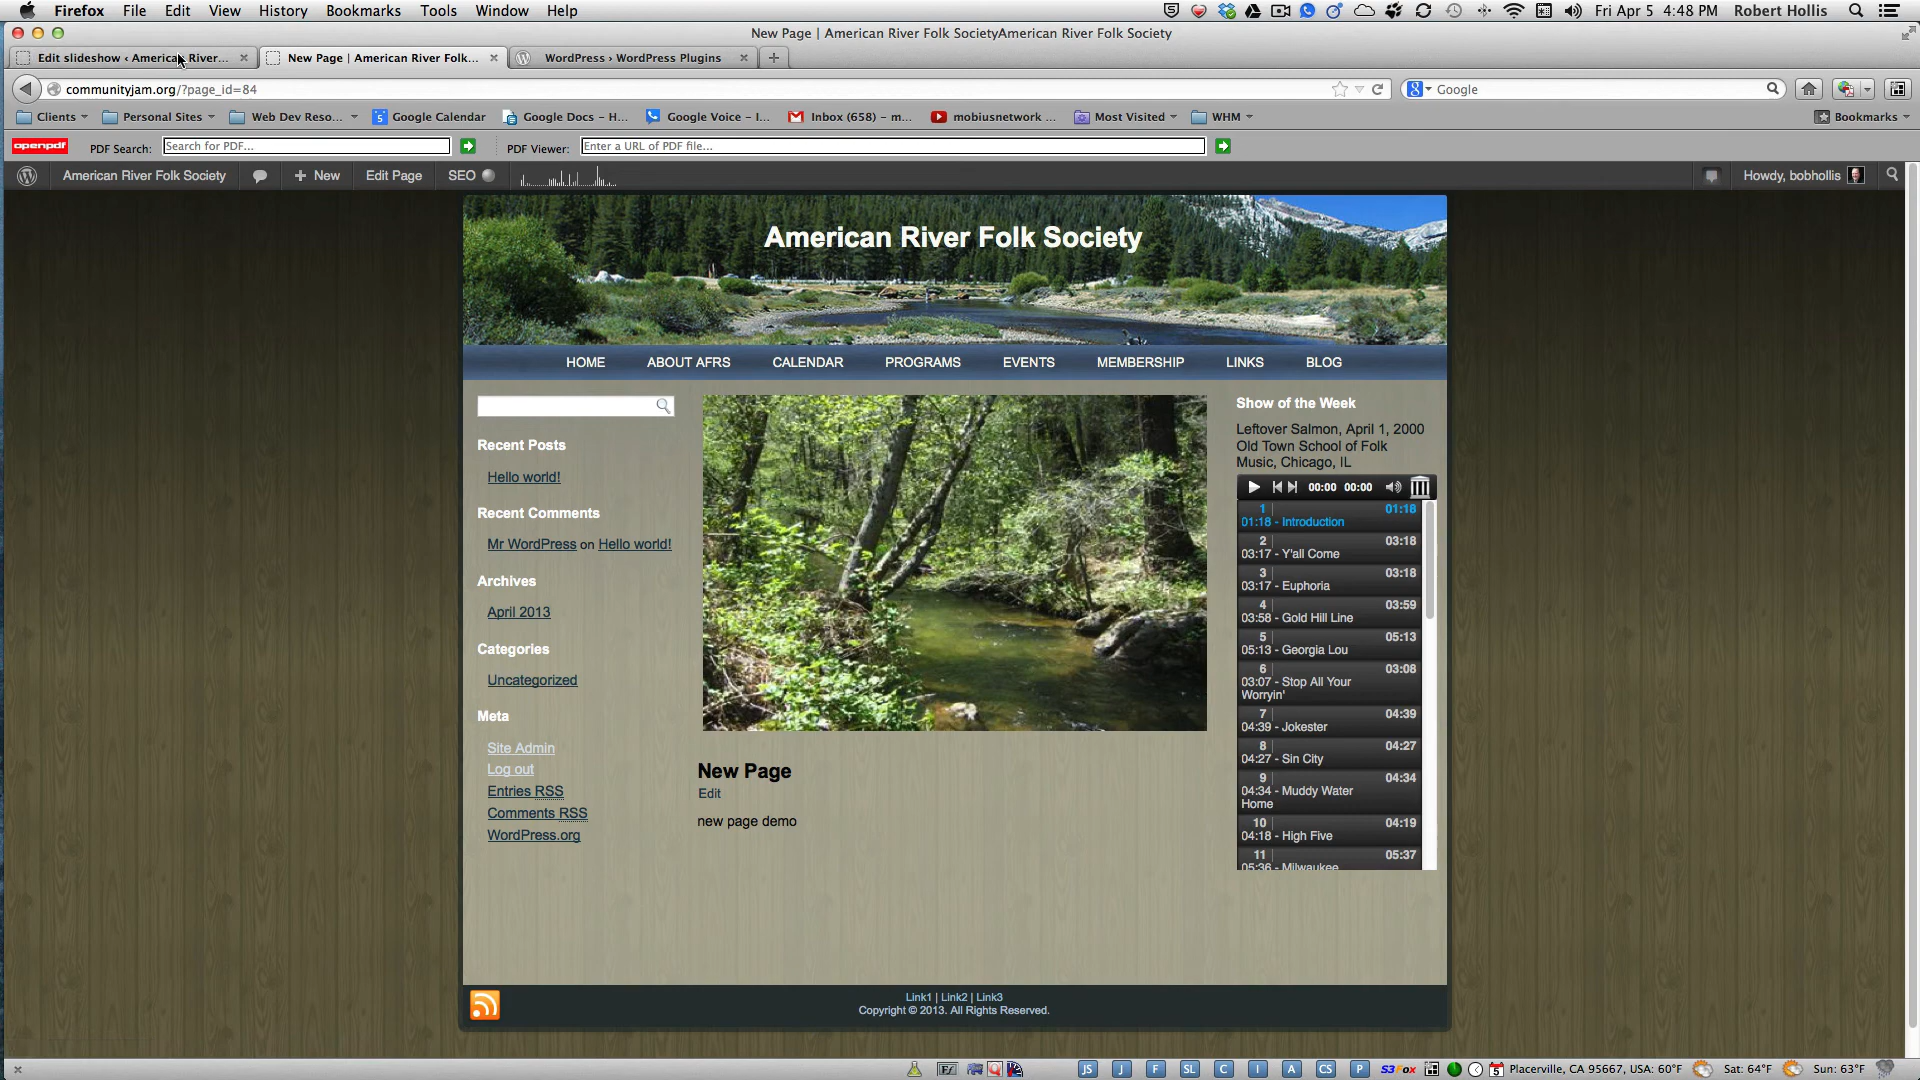 Firefox File Edit View History Bookmarks Tools Window Help Fri Apr 5 4:48 PM Robert Hollis
New Page | American River Folk SocietyAmerican River Folk Society
Edit slideshow ‹ American River... New Page | American River Folk... WordPress › WordPress Plugins
communityjam.org/?page_id=84 Google
Clients Personal Sites Web Dev Reso... Google Calendar Google Docs – H... Google Voice – I... Inbox (658) – m... mobiusnetwork ... Most Visited WHM Bookmarks
openpdf PDF Search: Search for PDF... PDF Viewer: Enter a URL of PDF file...
American River Folk Society New Edit Page SEO Howdy, bobhollis
American River Folk Society
HOME ABOUT AFRS CALENDAR PROGRAMS EVENTS MEMBERSHIP LINKS BLOG
Recent Posts
Hello world!
Recent Comments
Mr WordPress on Hello world!
Archives
April 2013
Categories
Uncategorized
Meta
Site Admin
Log out
Entries RSS
Comments RSS
WordPress.org
New Page
Edit
new page demo
Show of the Week
Leftover Salmon, April 1, 2000
Old Town School of Folk
Music, Chicago, IL
00:00 00:00
1 01:18
01:18 - Introduction
2 03:18
03:17 - Y'all Come
3 03:18
03:17 - Euphoria
4 03:59
03:58 - Gold Hill Line
5 05:13
05:13 - Georgia Lou
6 03:08
03:07 - Stop All Your
Worryin'
7 04:39
04:39 - Jokester
8 04:27
04:27 - Sin City
9 04:34
04:34 - Muddy Water
Home
10 04:19
04:18 - High Five
11 05:37
05:36 - Milwaukee
Link1 | Link2 | Link3
Copyright © 2013. All Rights Reserved.
JS J F SL C I A CS P S3Fox 5 Placerville, CA 95667, USA: 60°F Sat: 64°F Sun: 63°F